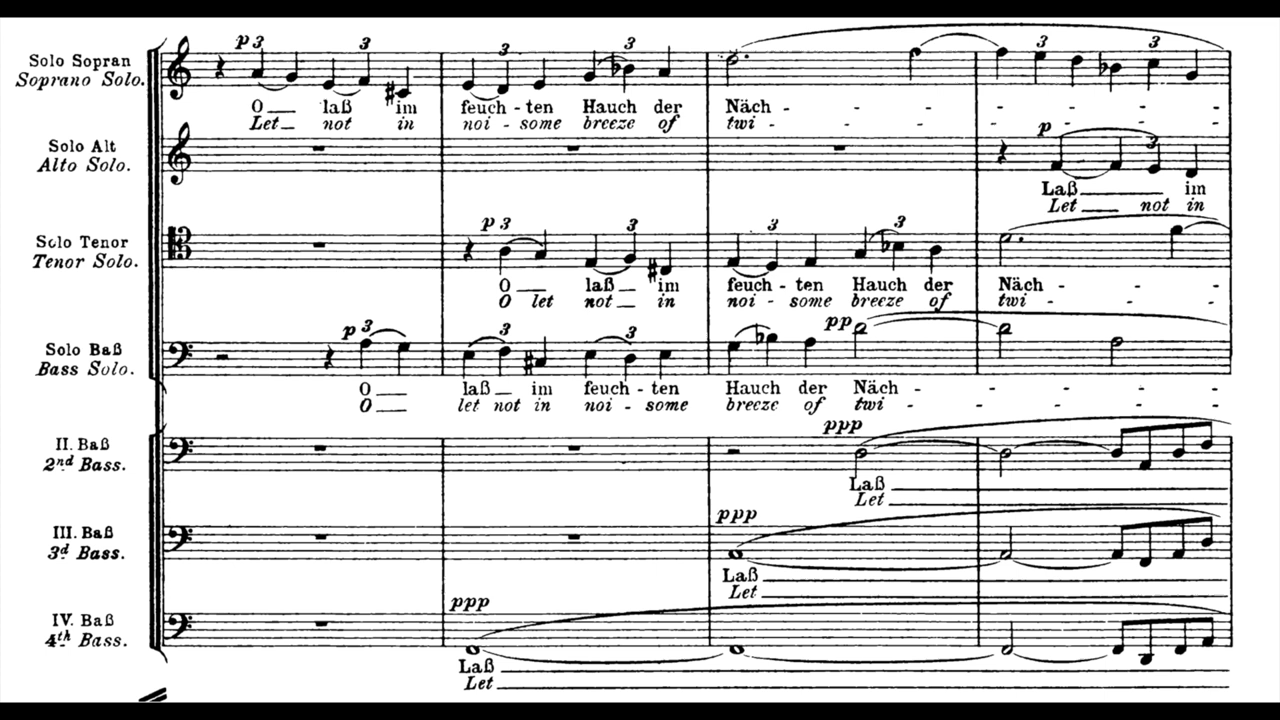 p 3 3 3 3 3 3
Solo Sopran
Soprano Solo.
O laß im feuch - ten Hauch der Näch - - - - - - - -
Let not in noi - some breeze of twi - - - - - - - -
Solo Alt
Alto Solo.
p 3
Laß im
Let not in
p 3 3 3 3
Solo Tenor
Tenor Solo.
O laß im feuch - ten Hauch der Näch - - - -
O let not in noi - some breeze of twi - - - -
p 3 3 3 pp
Solo Baß
Bass Solo.
O laß im feuch - ten Hauch der Näch - - - - - -
O let not in noi - some breeze of twi - - - - - -
ppp
II. Baß
2nd Bass.
Laß
Let
ppp
III. Baß
3d Bass.
Laß
Let
ppp
IV. Baß
4th Bass.
Laß
Let